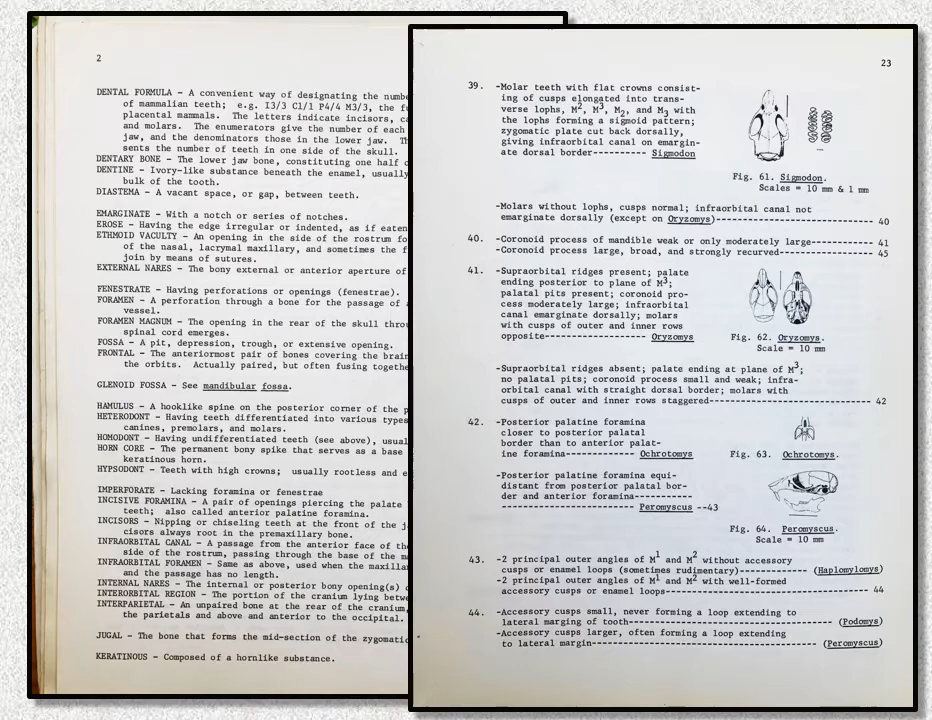 2
DENTAL FORMULA - A convenient way of designating the numbe
of mammalian teeth; e.g. I3/3 C1/1 P4/4 M3/3, the fu
placental mammals. The letters indicate incisors, ca
and molars. The enumerators give the number of each
jaw, and the denominators those in the lower jaw. Th
sents the number of teeth in one side of the skull.
DENTARY BONE - The lower jaw bone, constituting one half o
DENTINE - Ivory-like substance beneath the enamel, usually
bulk of the tooth.
DIASTEMA - A vacant space, or gap, between teeth.
EMARGINATE - With a notch or series of notches.
EROSE - Having the edge irregular or indented, as if eaten
ETHMOID VACULTY - An opening in the side of the rostrum fo
of the nasal, lacrymal maxillary, and sometimes the f
join by means of sutures.
EXTERNAL NARES - The bony external or anterior aperture of
FENESTRATE - Having perforations or openings (fenestrae).
FORAMEN - A perforation through a bone for the passage of
vessel.
FORAMEN MAGNUM - The opening in the rear of the skull throu
spinal cord emerges.
FOSSA - A pit, depression, trough, or extensive opening.
FRONTAL - The anteriormost pair of bones covering the brain
the orbits. Actually paired, but often fusing togethe
GLENOID FOSSA - See mandibular fossa.
HAMULUS - A hooklike spine on the posterior corner of the p
HETERODONT - Having teeth differentiated into various types
canines, premolars, and molars.
HOMODONT - Having undifferentiated teeth (see above), usual
HORN CORE - The permanent bony spike that serves as a base
keratinous horn.
HYPSODONT - Teeth with high crowns; usually rootless and e
IMPERFORATE - Lacking foramina or fenestrae
INCISIVE FORAMINA - A pair of openings piercing the palate
teeth; also called anterior palatine foramina.
INCISORS - Nipping or chiseling teeth at the front of the j
cisors always root in the premaxillary bone.
INFRAORBITAL CANAL - A passage from the anterior face of the
side of the rostrum, passing through the base of the m
INFRAORBITAL FORAMEN - Same as above, used when the maxillar
and the passage has no length.
INTERNAL NARES - The internal or posterior bony opening(s) o
INTERORBITAL REGION - The portion of the cranium lying betwe
INTERPARIETAL - An unpaired bone at the rear of the cranium,
the parietals and above and anterior to the occipital.
JUGAL - The bone that forms the mid-section of the zygomatic
KERATINOUS - Composed of a hornlike substance.
23
39. -Molar teeth with flat crowns consist-
ing of cusps elongated into trans-
verse lophs, M², M³, M₂, and M₃ with
the lophs forming a sigmoid pattern;
zygomatic plate cut back dorsally,
giving infraorbital canal on emargin-
ate dorsal border---------- Sigmodon
Fig. 61. Sigmodon.
Scales = 10 mm & 1 mm
-Molars without lophs, cusps normal; infraorbital canal not
emarginate dorsally (except on Oryzomys)----------------------------- 40
40. -Coronoid process of mandible weak or only moderately large----------- 41
-Coronoid process large, broad, and strongly recurved----------------- 45
41. -Supraorbital ridges present; palate
ending posterior to plane of M³;
palatal pits present; coronoid pro-
cess moderately large; infraorbital
canal emarginate dorsally; molars
with cusps of outer and inner rows
opposite------------------- Oryzomys
Fig. 62. Oryzomys.
Scale = 10 mm
-Supraorbital ridges absent; palate ending at plane of M³;
no palatal pits; coronoid process small and weak; infra-
orbital canal with straight dorsal border; molars with
cusps of outer and inner rows staggered------------------------------ 42
42. -Posterior palatine foramina
closer to posterior palatal
border than to anterior palat-
ine foramina------------- Ochrotomys
Fig. 63. Ochrotomys.
-Posterior palatine foramina equi-
distant from posterior palatal bor-
der and anterior foramina-----------
------------------------- Peromyscus --43
Fig. 64. Peromyscus.
Scale = 10 mm
43. -2 principal outer angles of M¹ and M² without accessory
cusps or enamel loops (sometimes rudimentary)------------- (Haplomylomys)
-2 principal outer angles of M¹ and M² with well-formed
accessory cusps or enamel loops-------------------------------------- 44
44. -Accessory cusps small, never forming a loop extending to
lateral marging of tooth---------------------------------- (Podomys)
-Accessory cusps larger, often forming a loop extending
to lateral margin----------------------------------------- (Peromyscus)